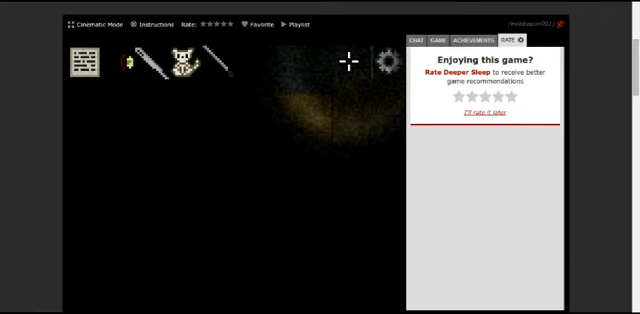 Cinematic Mode Instructions Rate: Favorite Playlist
CHAT GAME ACHIEVEMENTS RATE
Enjoying this game?
Rate Deeper Sleep to receive better
game recommendations
I'll rate it later